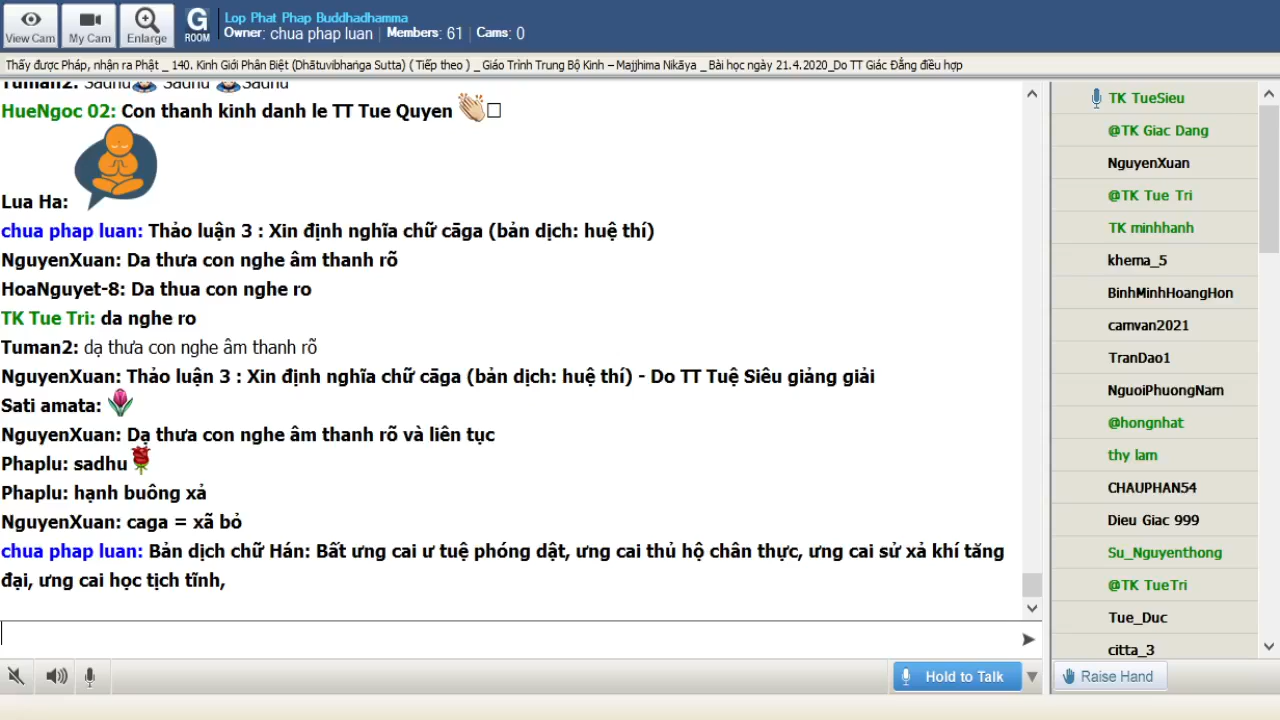 View Cam
My Cam
Enlarge
G
ROOM
Lop Phat Phap Buddhadhamma
Owner: chua phap luan Members: 61 Cams: 0
Thấy được Pháp, nhận ra Phật _ 140. Kinh Giới Phân Biệt (Dhātuvibhaṅga Sutta) ( Tiếp theo ) _ Giáo Trình Trung Bộ Kinh – Majjhima Nikāya _ Bài học ngày 21.4.2020_Do TT Giác Đẳng điều hợp
Tuman2: Sadhu Sadhu Sadhu
HueNgoc 02: Con thanh kinh danh le TT Tue Quyen
Lua Ha:
chua phap luan: Thảo luận 3 : Xin định nghĩa chữ cāga (bản dịch: huệ thí)
NguyenXuan: Da thưa con nghe âm thanh rõ
HoaNguyet-8: Da thua con nghe ro
TK Tue Tri: da nghe ro
Tuman2: dạ thưa con nghe âm thanh rõ
NguyenXuan: Thảo luận 3 : Xin định nghĩa chữ cāga (bản dịch: huệ thí) - Do TT Tuệ Siêu giảng giải
Sati amata:
NguyenXuan: Dạ thưa con nghe âm thanh rõ và liên tục
Phaplu: sadhu
Phaplu: hạnh buông xả
NguyenXuan: caga = xã bỏ
chua phap luan: Bản dịch chữ Hán: Bất ưng cai ư tuệ phóng dật, ưng cai thủ hộ chân thực, ưng cai sử xả khí tăng
đại, ưng cai học tịch tĩnh,
Hold to Talk
TK TueSieu
@TK Giac Dang
NguyenXuan
@TK Tue Tri
TK minhhanh
khema_5
BinhMinhHoangHon
camvan2021
TranDao1
NguoiPhuongNam
@hongnhat
thy lam
CHAUPHAN54
Dieu Giac 999
Su_Nguyenthong
@TK TueTri
Tue_Duc
citta_3
Raise Hand